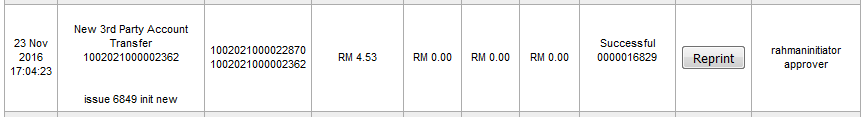 23 Nov
2016
17:04:23
New 3rd Party Account
Transfer
1002021000002362
issue 6849 init new
1002021000022870
1002021000002362
RM 4.53
RM 0.00
RM 0.00
RM 0.00
Successful
0000016829
Reprint
rahmaninitiator
approver